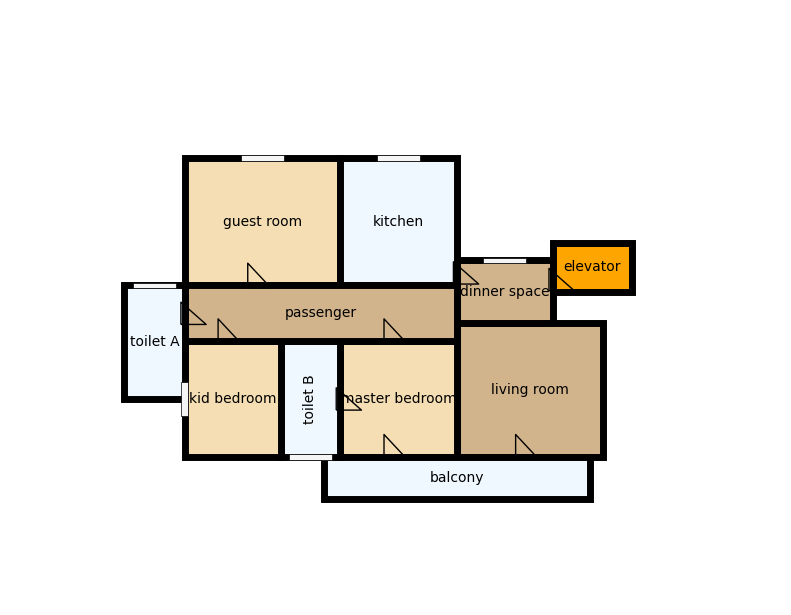 guest room
kitchen
elevator
dinner space
passenger
toilet A
living room
kid bedroom
toilet B
master bedroom
balcony